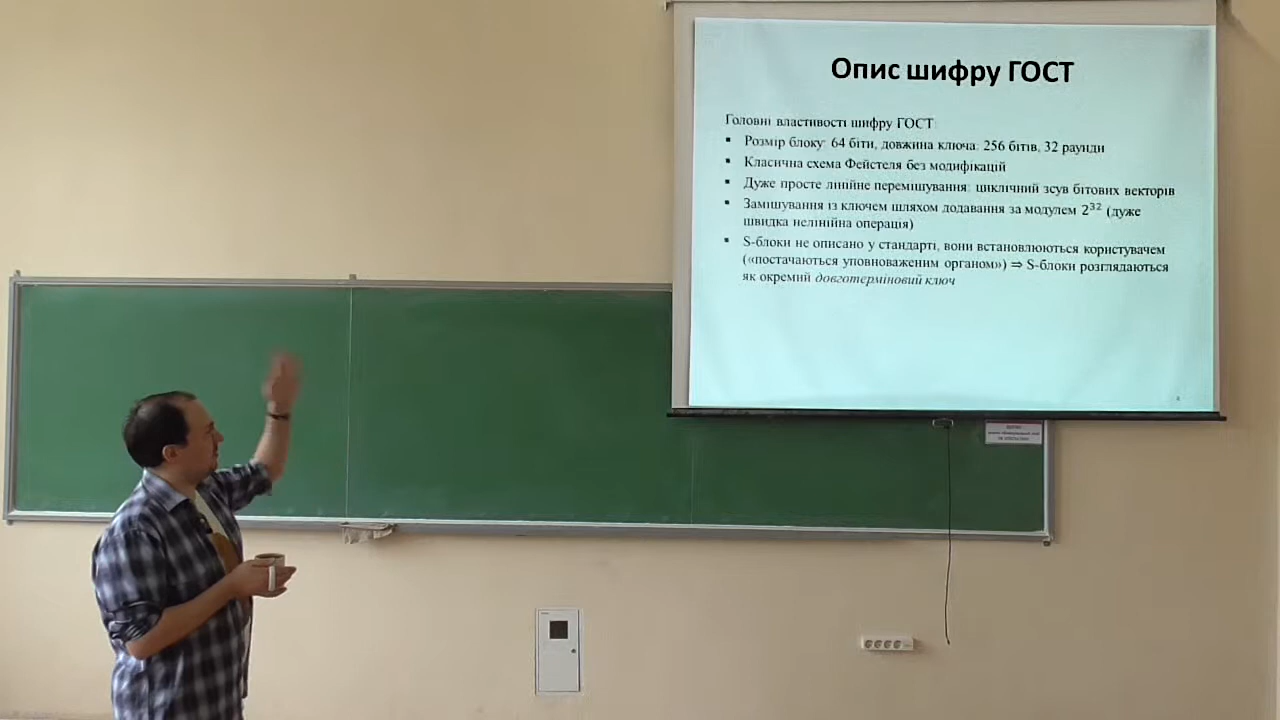 Опис шифру ГОСТ
Головні властивості шифру ГОСТ:
▪ Розмір блоку: 64 біти, довжина ключа: 256 бітів, 32 раунди
▪ Класична схема Фейстеля без модифікацій
▪ Дуже просте лінійне перемішування: циклічний зсув бітових векторів
▪ Замішування із ключем шляхом додавання за модулем 2³² (дуже
швидка нелінійна операція)
▪ S-блоки не описано у стандарті, вони встановлюються користувачем
(«постачаються уповноваженим органом») ⇒ S-блоки розглядаються
як окремий довготерміновий ключ
4